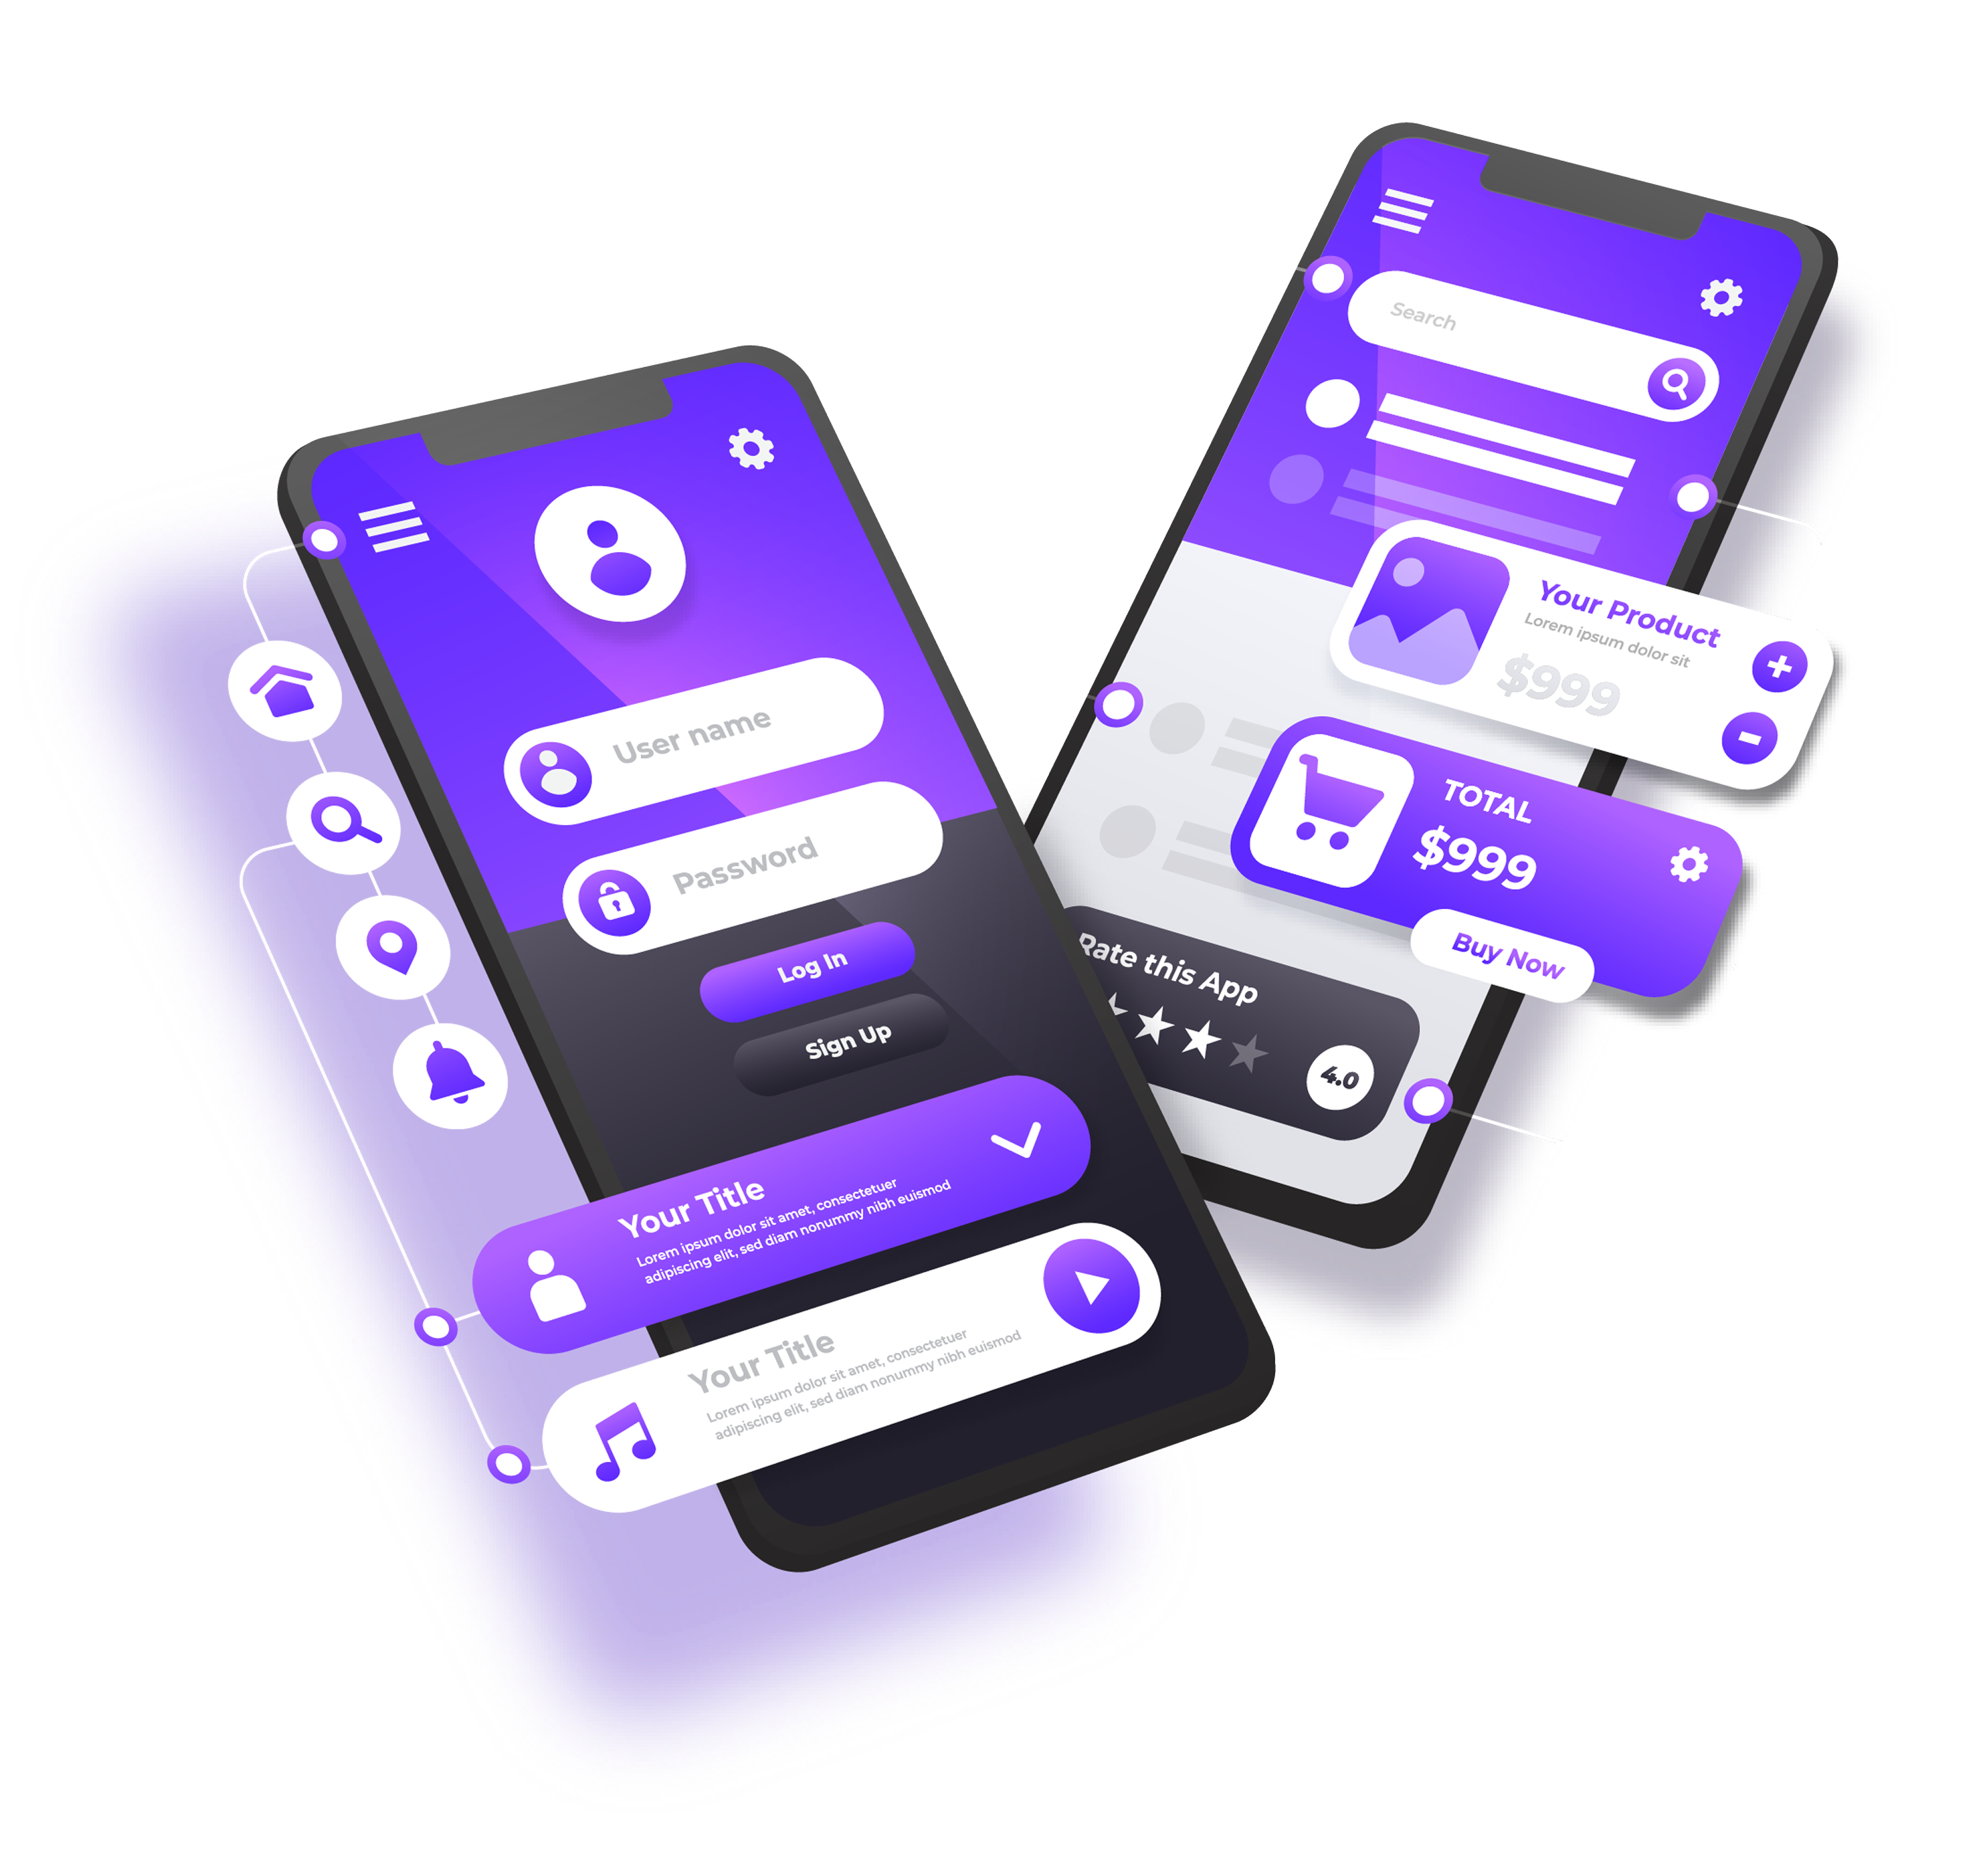 User name
Password
Log In
Sign Up
Your Title
Lorem ipsum dolor sit amet, consectetuer
adipiscing elit, sed diam nonummy nibh euismod
Your Title
Lorem ipsum dolor sit amet, consectetuer
adipiscing elit, sed diam nonummy nibh euismod
Search
Your Product
Lorem ipsum dolor sit
$999
TOTAL
$999
Buy Now
Rate this App
4.0